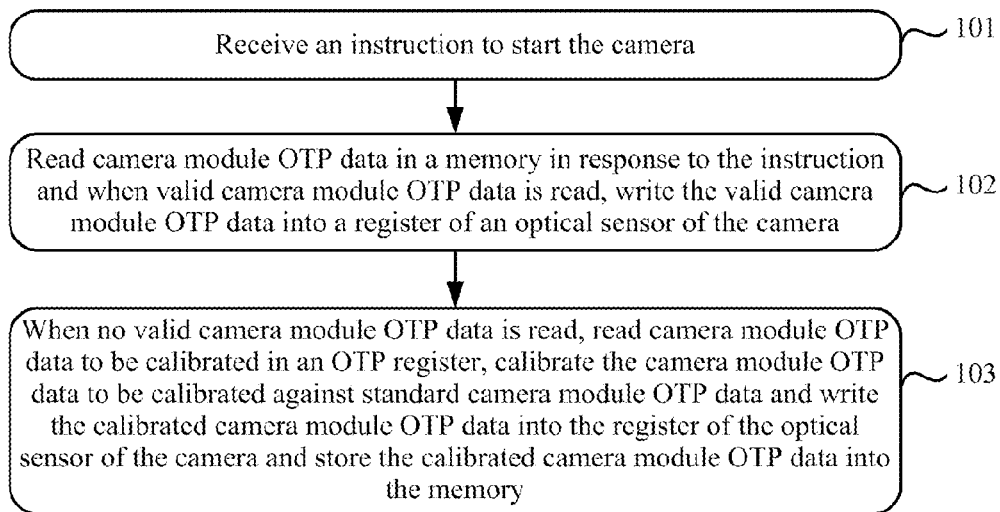 Receive an instruction to start the camera
101
Read camera module OTP data in a memory in response to the instruction
and when valid camera module OTP data is read, write the valid camera
module OTP data into a register of an optical sensor of the camera
102
When no valid camera module OTP data is read, read camera module OTP
data to be calibrated in an OTP register, calibrate the camera module OTP
data to be calibrated against standard camera module OTP data and write
the calibrated camera module OTP data into the register of the optical
sensor of the camera and store the calibrated camera module OTP data into
the memory
103